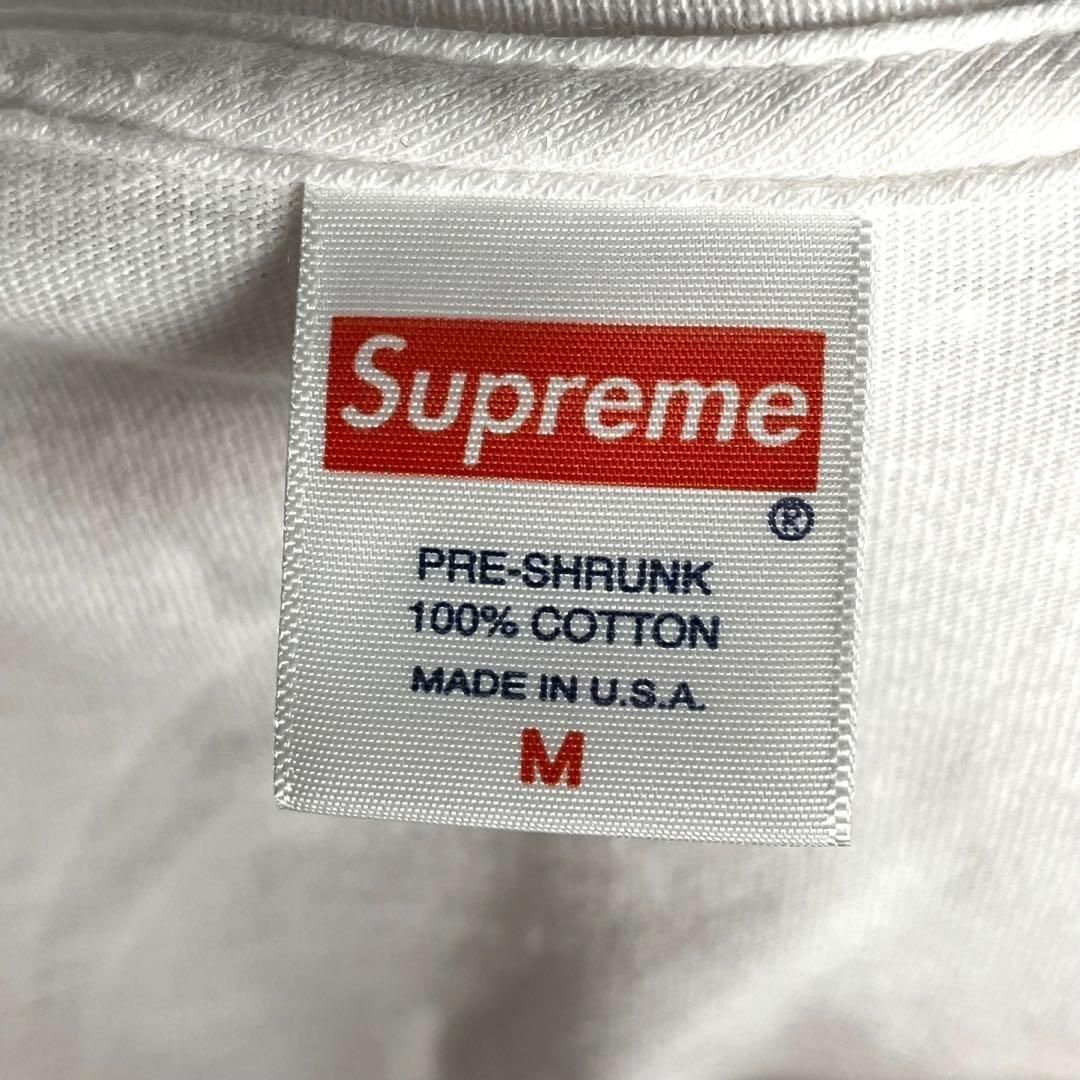 Supreme
®
PRE-SHRUNK
100% COTTON
MADE IN U.S.A.
M